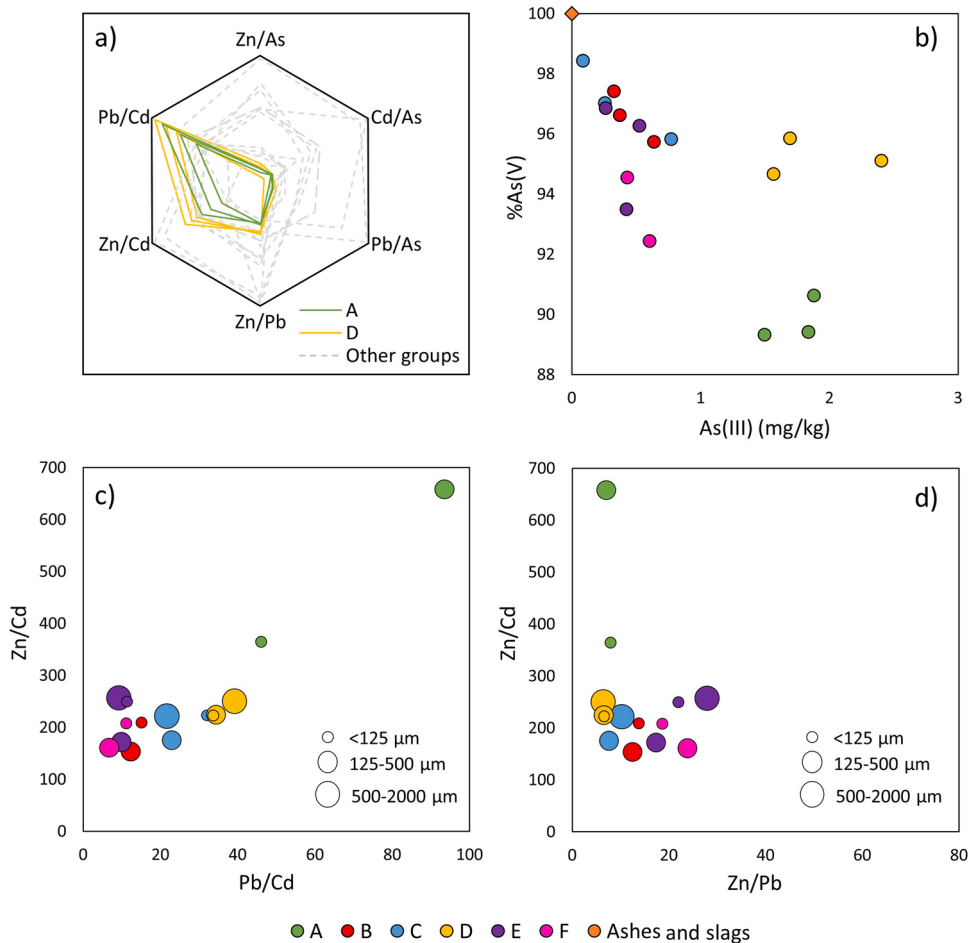 a)
Zn/As
Pb/Cd
Cd/As
Zn/Cd
Pb/As
Zn/Pb
A
D
Other groups
b)
100
98
96
94
92
90
88
%As(V)
0
1
2
3
As(III) (mg/kg)
c)
700
600
500
400
300
200
100
0
Zn/Cd
<125 μm
125-500 μm
500-2000 μm
0
20
40
60
80
100
Pb/Cd
d)
700
600
500
400
300
200
100
0
Zn/Cd
<125 μm
125-500 μm
500-2000 μm
0
20
40
60
80
Zn/Pb
A B C D E F Ashes and slags